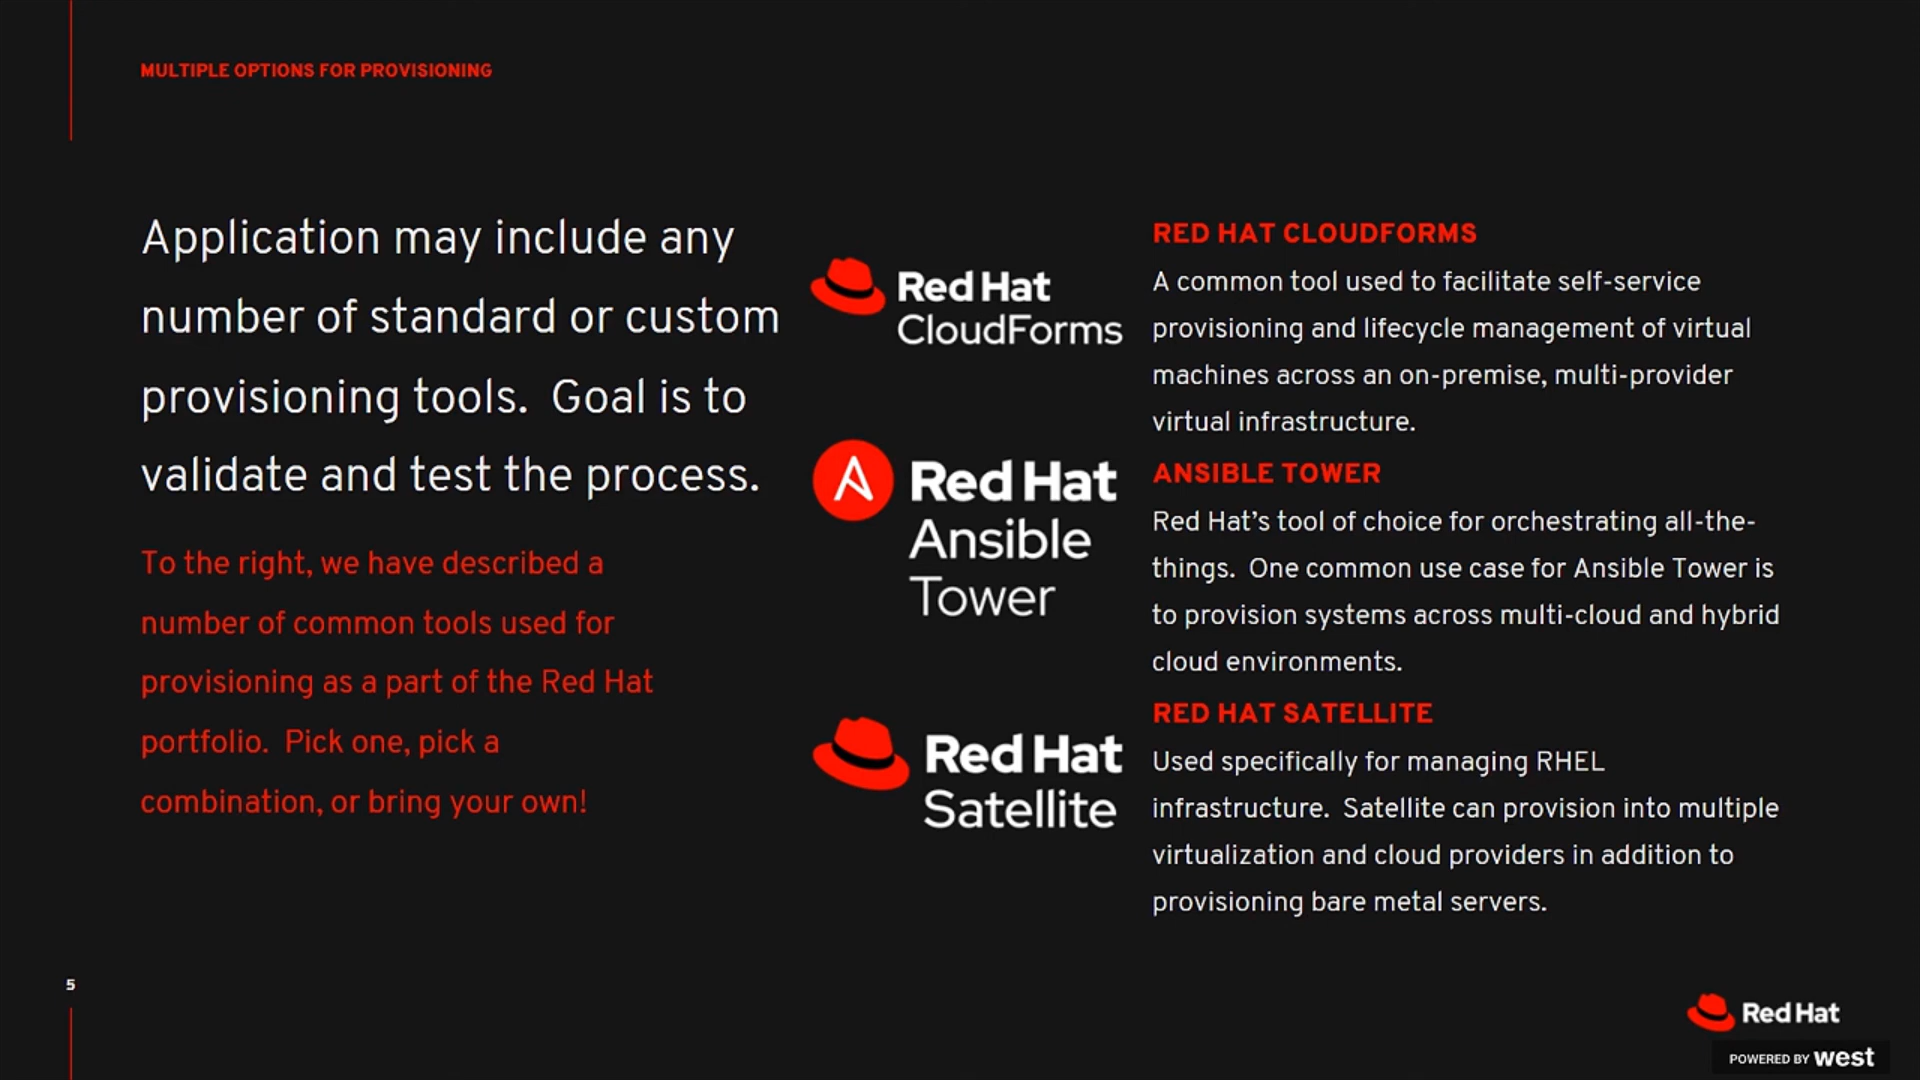 MULTIPLE OPTIONS FOR PROVISIONING
Application may include any
number of standard or custom
provisioning tools.  Goal is to
validate and test the process.
To the right, we have described a
number of common tools used for
provisioning as a part of the Red Hat
portfolio.  Pick one, pick a
combination, or bring your own!
Red Hat
CloudForms
Red Hat
Ansible
Tower
Red Hat
Satellite
RED HAT CLOUDFORMS
A common tool used to facilitate self-service
provisioning and lifecycle management of virtual
machines across an on-premise, multi-provider
virtual infrastructure.
ANSIBLE TOWER
Red Hat’s tool of choice for orchestrating all-the-
things.  One common use case for Ansible Tower is
to provision systems across multi-cloud and hybrid
cloud environments.
RED HAT SATELLITE
Used specifically for managing RHEL
infrastructure.  Satellite can provision into multiple
virtualization and cloud providers in addition to
provisioning bare metal servers.
5
Red Hat
POWERED BY west